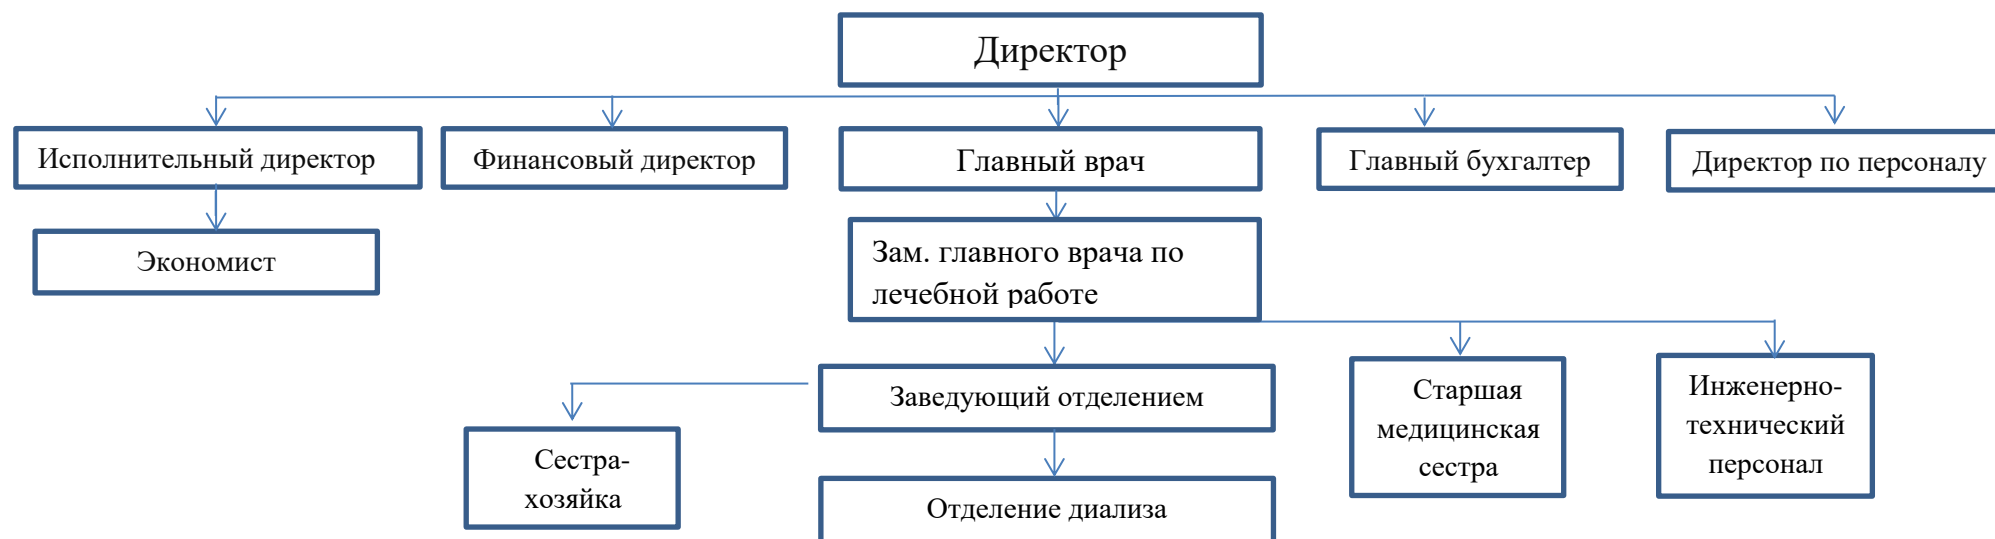 Директор
Исполнительный директор
Финансовый директор
Главный врач
Главный бухгалтер
Директор по персоналу
Экономист
Зам. главного врача по
лечебной работе
Заведующий отделением
Старшая
медицинская
сестра
Инженерно-
технический
персонал
Сестра-
хозяйка
Отделение диализа